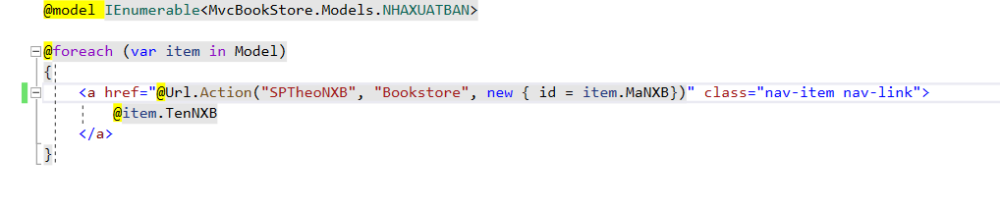 @model IEnumerable<MvcBookStore.Models.NHAXUATBAN>
@foreach (var item in Model)
{
<a href="@Url.Action("SPTheoNXB", "Bookstore", new { id = item.MaNXB})" class="nav-item nav-link">
@item.TenNXB
</a>
}